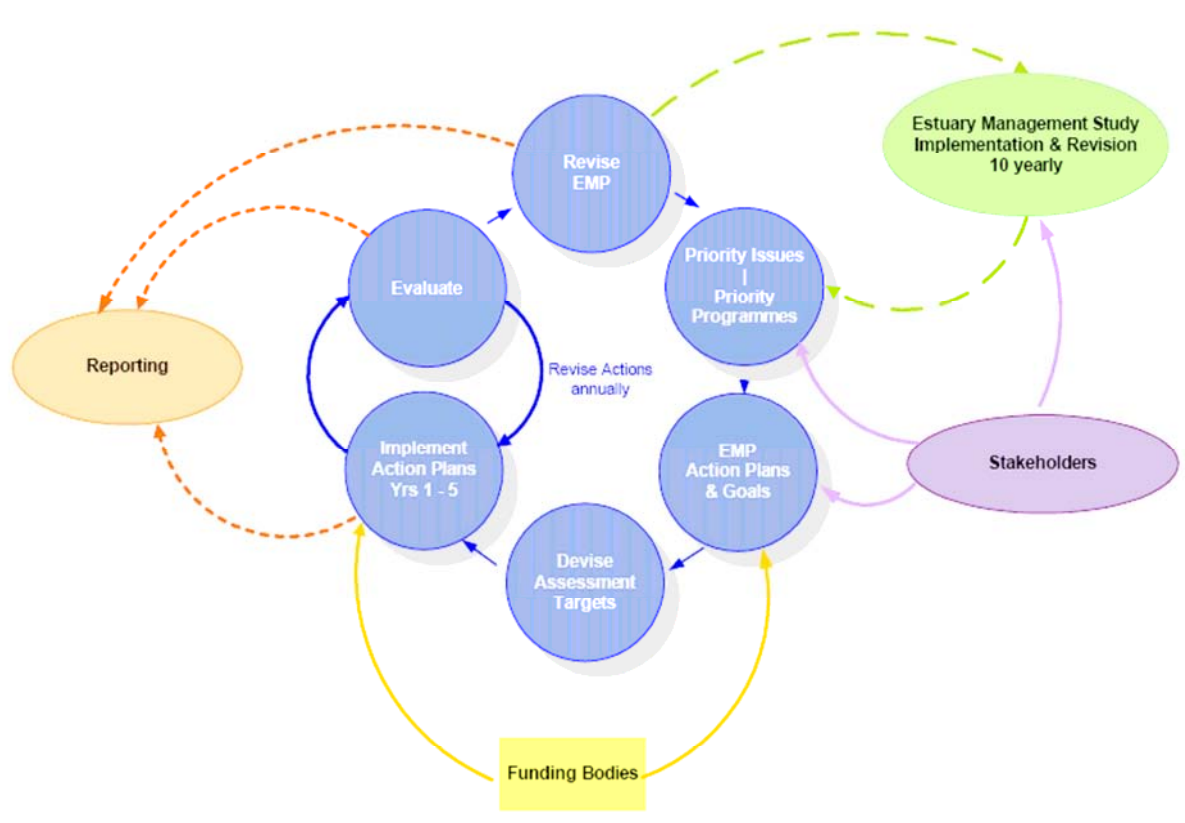 Estuary Management Study
Implementation & Revision
10 yearly
Revise
EMP
Priority Issues
|
Priority
Programmes
Evaluate
Reporting
Revise Actions
annually
Implement
Action Plans
Yrs 1 - 5
EMP
Action Plans
& Goals
Stakeholders
Devise
Assessment
Targets
Funding Bodies